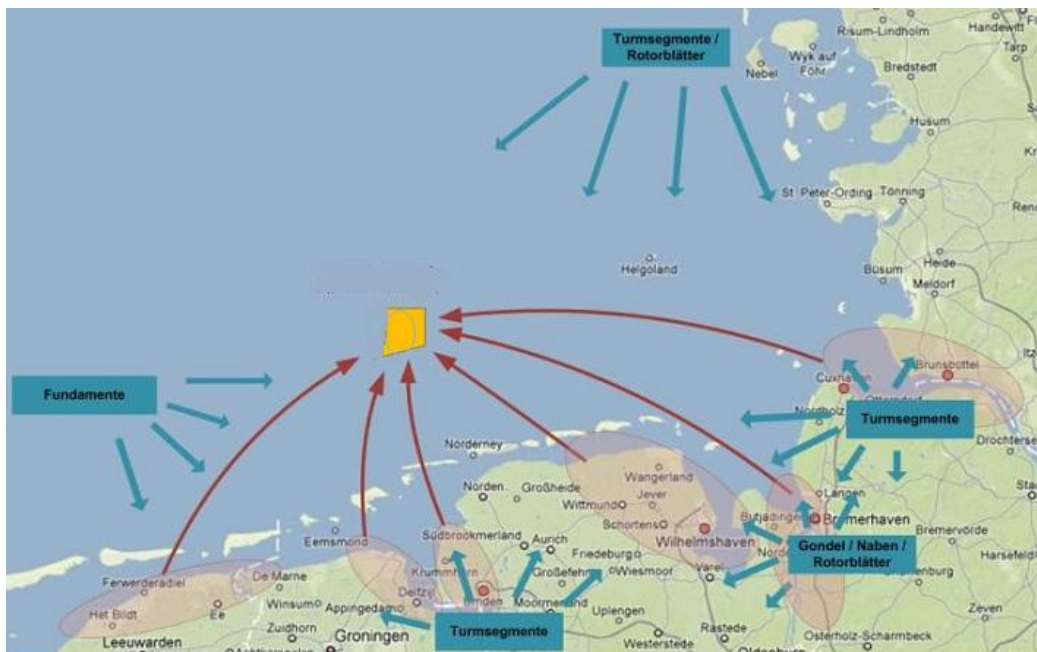 Turmsegmente /
Rotorblätter
Wyk auf
Föhr
Nebel
Risum-Lindholm
Handewitt
Tarp
Bredstedt
Husum
St. Peter-Ording
Tönning
Helgoland
Heide
Büsum
Meldorf
Fundamente
Cuxhaven
Brunsbüttel
Turmsegmente
Nordholz
Drochterse
Norderney
Norden
Großheide
Wangerland
Wittmund
Jever
Schortens
Wilhelmshaven
Langen
Bremerhaven
Bremervörde
Gondel / Naben /
Rotorblätter
Harsefeld
Eemsmond
Südbrookmerland
Aurich
Friedeburg
Krummhörn
Großefehn
Wiesmoor
Varel
Ferwerderadiel
De Marne
Het Bildt
Ee
Winsum
Appingedam
Delfzijl
Emden
Moormerland
Uplengen
Zeven
Turmsegmente
Leeuwarden
Zuidhorn
Groningen
Westerstede
Rastede
Osterholz-Scharmbeck